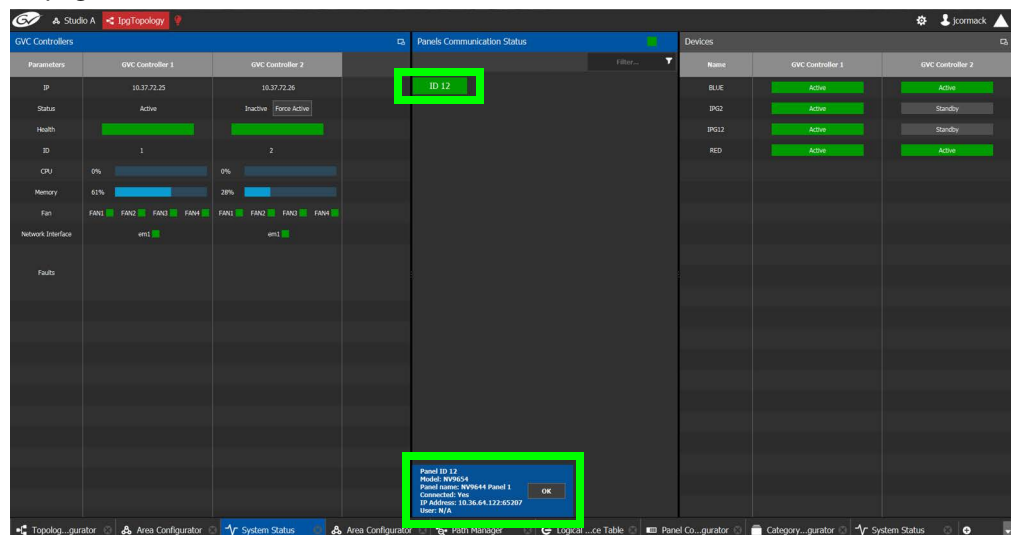 GV Studio A IpgTopology jcormack
GVC Controllers
Parameters GVC Controller 1 GVC Controller 2
IP 10.37.72.25 10.37.72.26
Status Active Inactive Force Active
Health
ID 1 2
CPU 0% 0%
Memory 61% 28%
Fan FAN1 FAN2 FAN3 FAN4 FAN1 FAN2 FAN3 FAN4
Network Interface em1 em1
Faults
Panels Communication Status
Filter...
ID 12
Panel ID 12
Model: NV9654
Panel name: NV9644 Panel 1
Connected: Yes
IP Address: 10.36.64.122:65207
User: N/A
OK
Devices
Name GVC Controller 1 GVC Controller 2
BLUE Active Active
IPG2 Active Standby
IPG12 Active Standby
RED Active Active
Topolog...gurator Area Configurator System Status Area Configurator Path Manager Logical ...ce Table Panel Co...gurator Category...gurator System Status